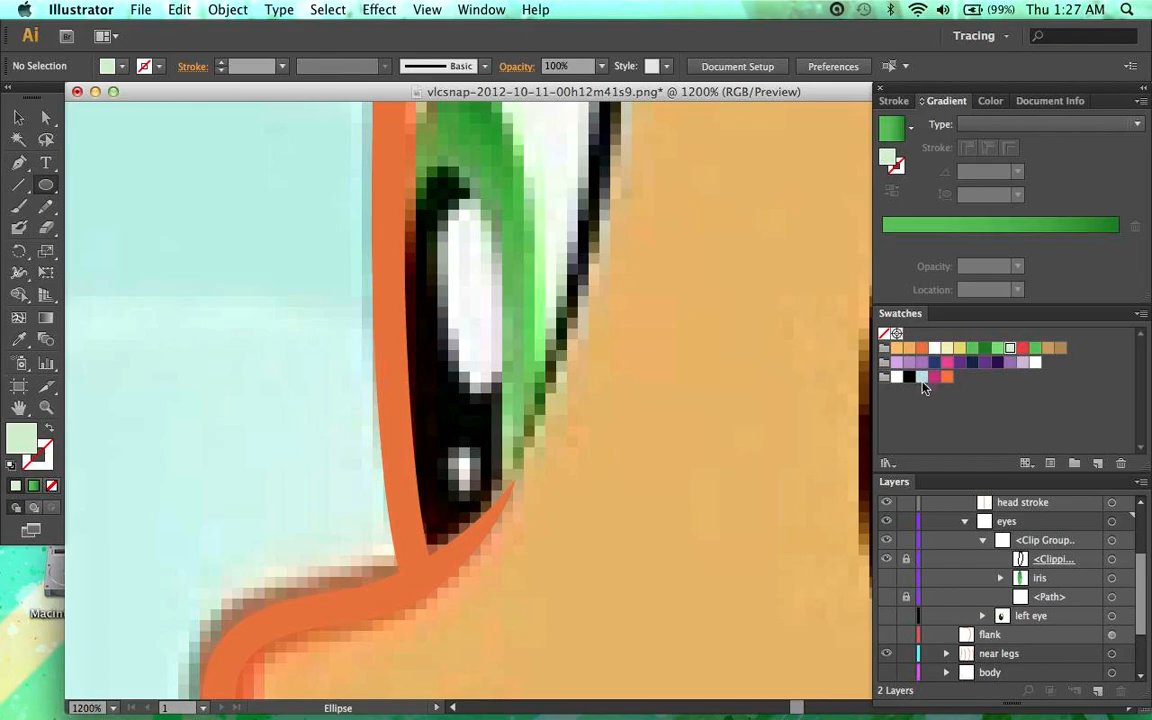 Illustrator File Edit Object Type Select Effect View Window Help (99%) Thu 1:27 AM
Ai Br Tracing
No Selection Stroke: Basic Opacity: 100% Style: Document Setup Preferences
vlcsnap-2012-10-11-00h12m41s9.png* @ 1200% (RGB/Preview)
Stroke Gradient Color Document Info
Type:
Stroke:
Opacity:
Location:
Swatches
Layers
head stroke
eyes
<Clip Group..
<Clippi...
iris
<Path>
left eye
flank
near legs
body
2 Layers
1200% 1 Ellipse